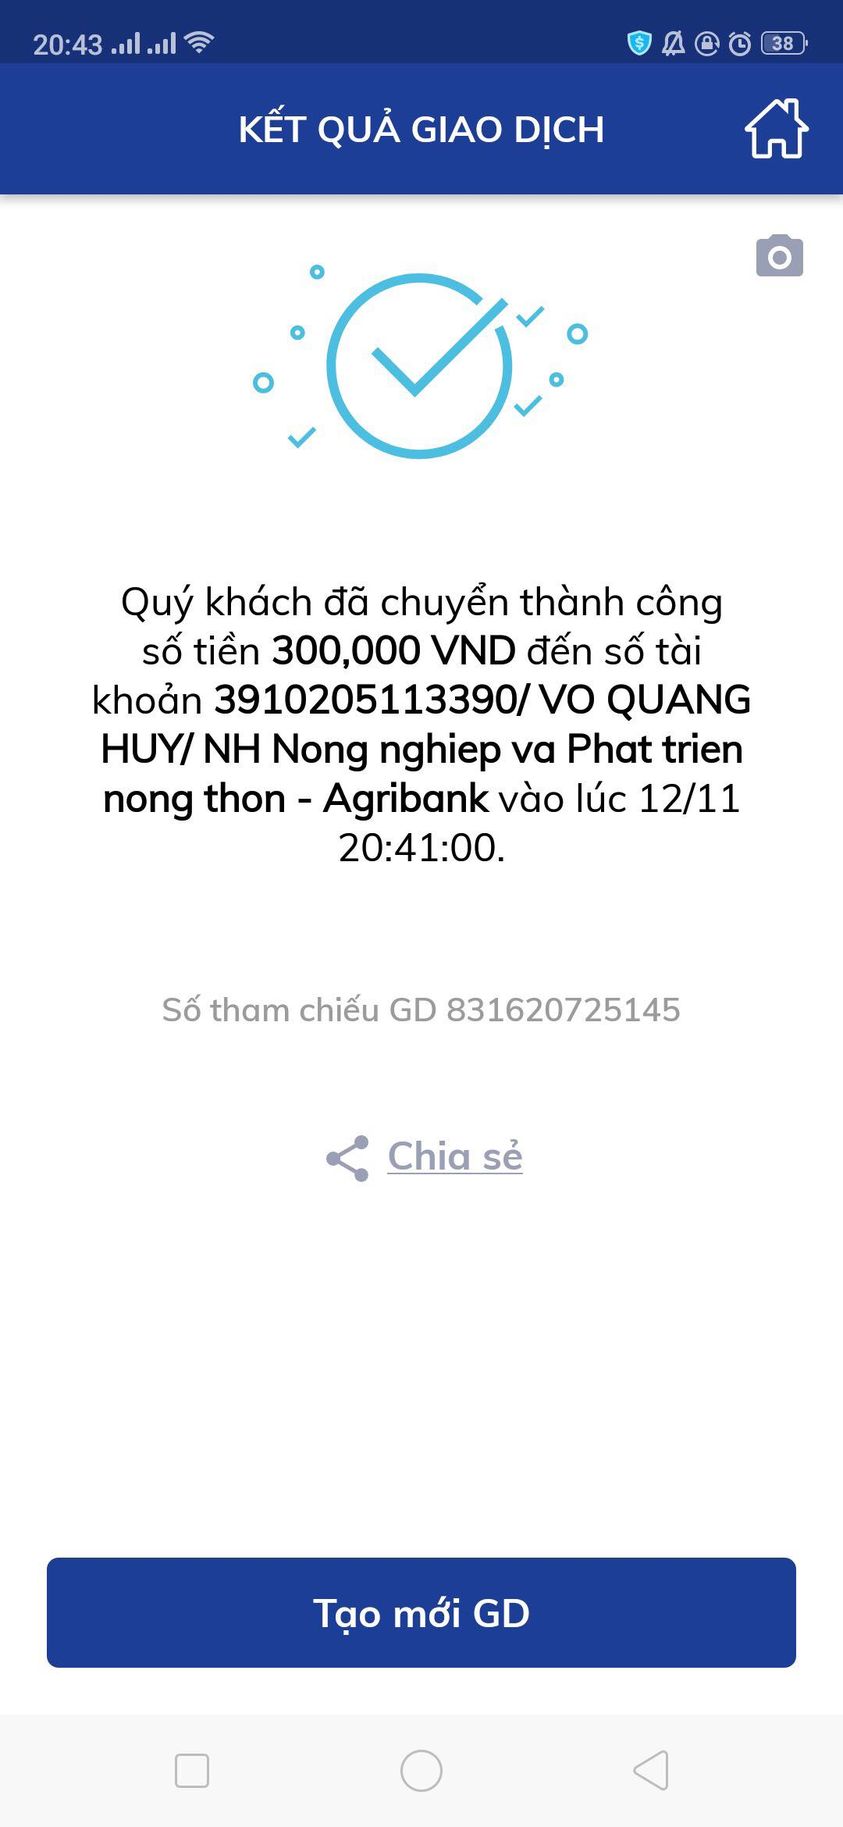 20:43
38
KẾT QUẢ GIAO DỊCH
Quý khách đã chuyển thành công
số tiền 300,000 VND đến số tài
khoản 3910205113390/ VO QUANG
HUY/ NH Nong nghiep va Phat trien
nong thon - Agribank vào lúc 12/11
20:41:00.
Số tham chiếu GD 831620725145
Chia sẻ
Tạo mới GD